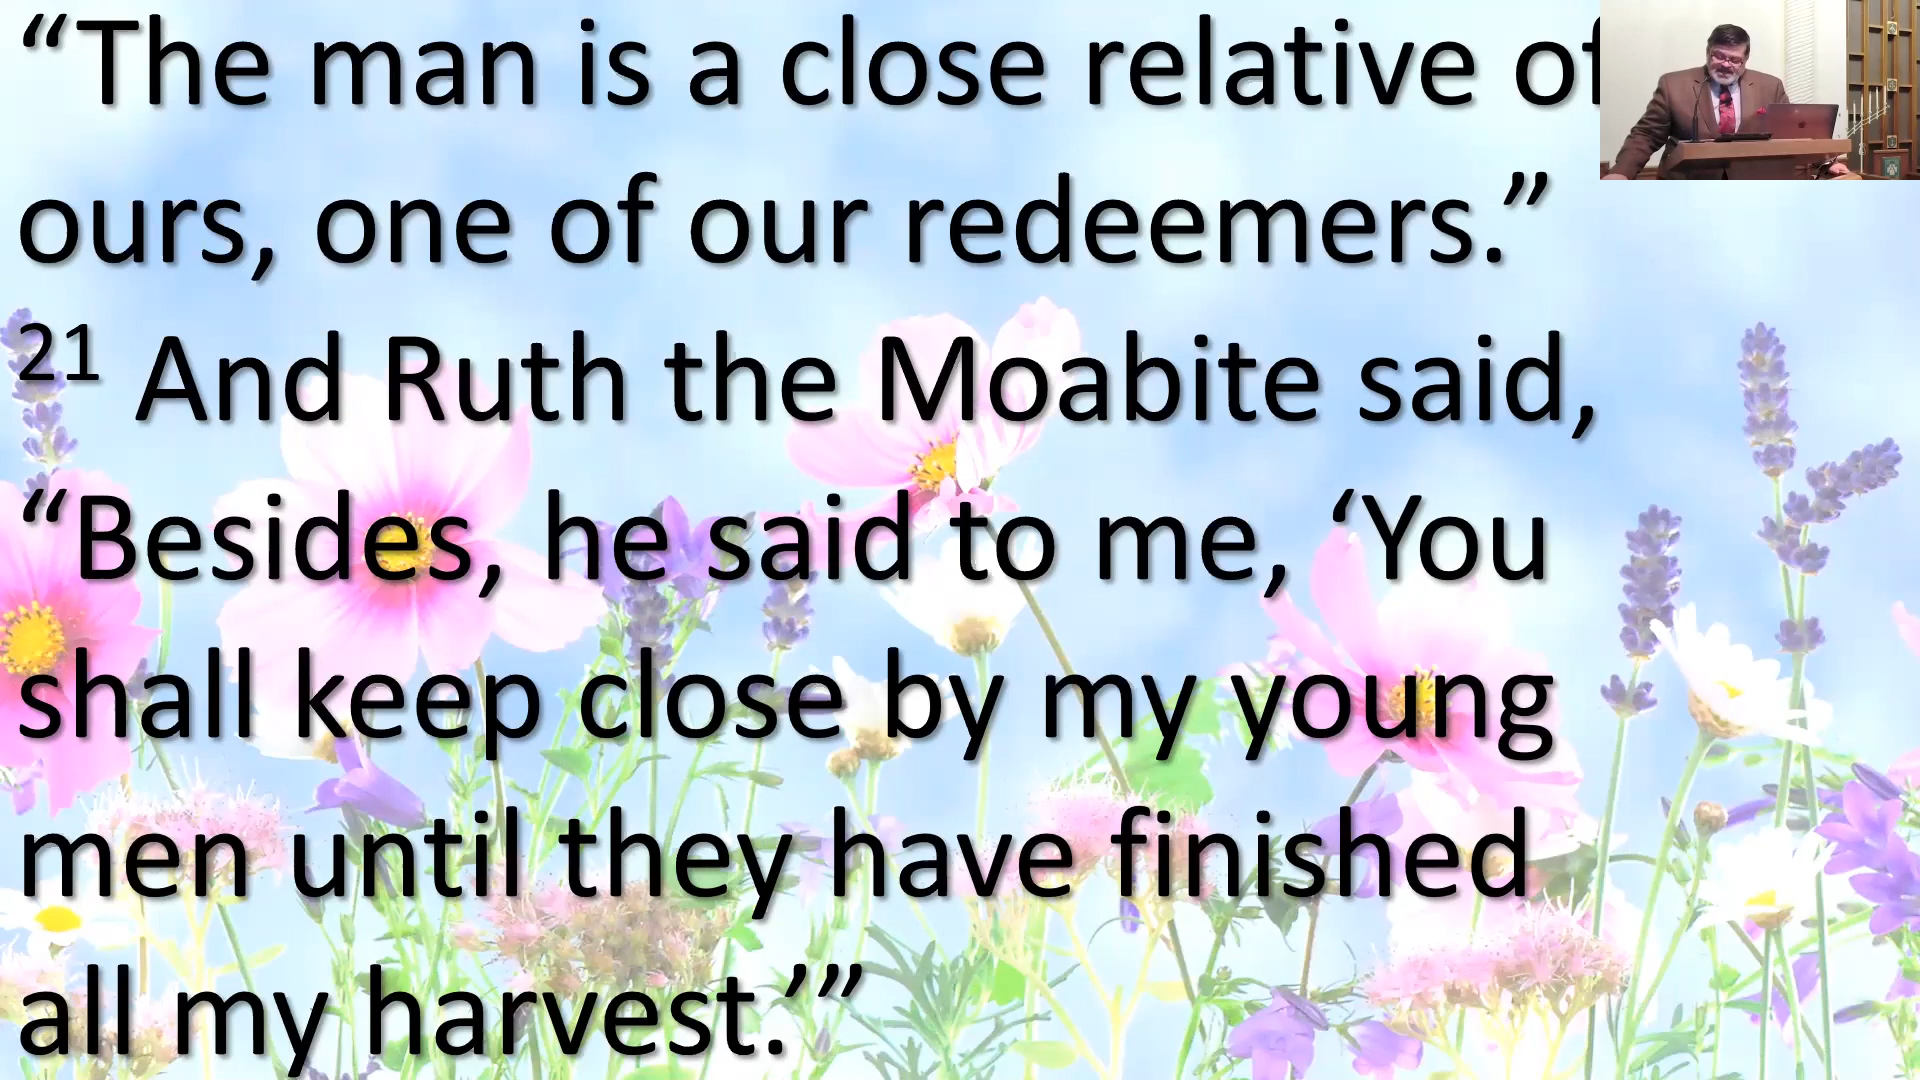 “The man is a close relative of
ours, one of our redeemers.”
21 And Ruth the Moabite said,
“Besides, he said to me, ‘You
shall keep close by my young
men until they have finished
all my harvest.’”